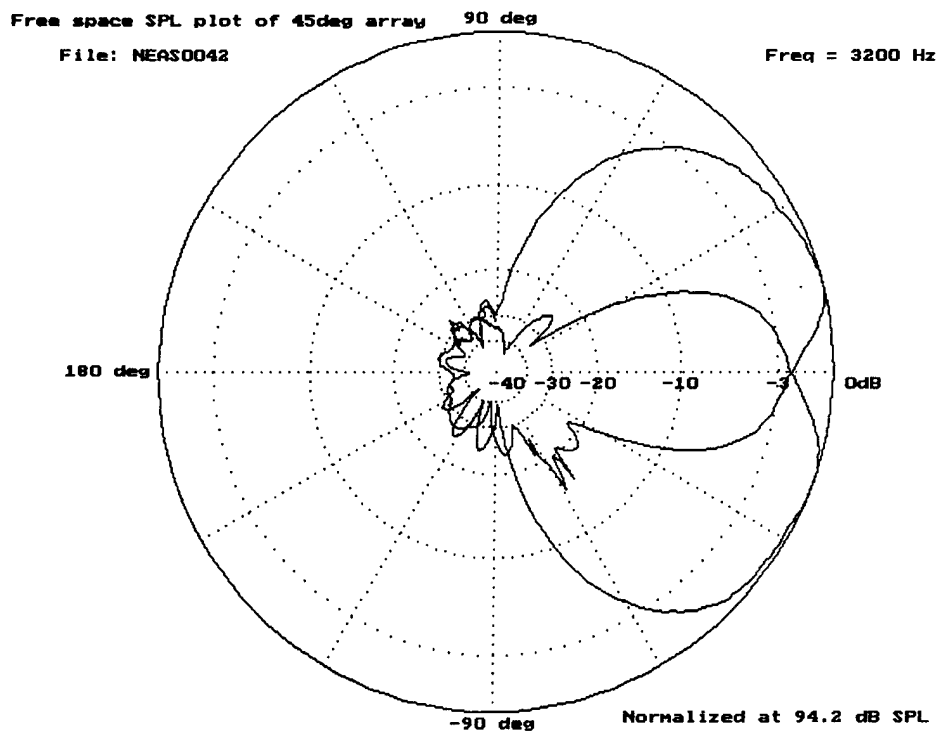 Free space SPL plot of 45deg array
90 deg
File: NEAS0042
Freq = 3200 Hz
180 deg
-40 -30 -20 -10 -3 0dB
-90 deg
Normalized at 94.2 dB SPL